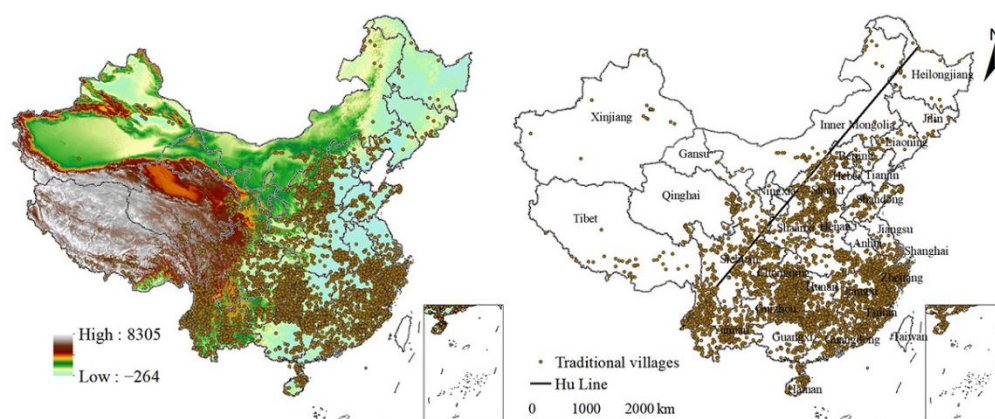 High : 8305
Low : −264
N
Heilongjiang
Jilin
Liaoning
Inner Mongolia
Xinjiang
Gansu
Beijing
Hebei
Tianjin
Ningxia
Shanxi
Shandong
Qinghai
Tibet
Shaanxi
Henan
Jiangsu
Anhui
Shanghai
Sichuan
Chongqing
Zhejiang
Hunan
Jiangxi
Guizhou
Fujian
Yunnan
Guangxi
Guangdong
Taiwan
Hainan
Traditional villages
Hu Line
0 1000 2000 km